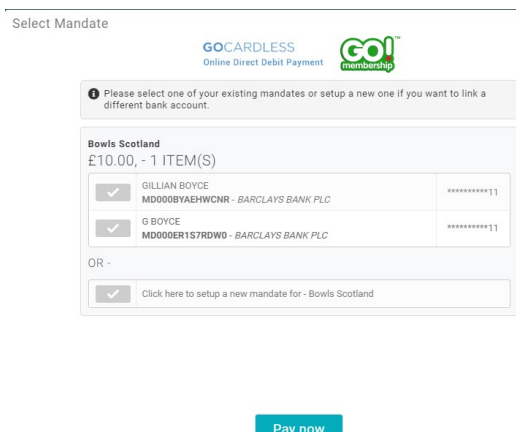 Select Mandate
GOCARDLESS
Online Direct Debit Payment
GO!™
membership
Please select one of your existing mandates or setup a new one if you want to link a
different bank account.
Bowls Scotland
£10.00, - 1 ITEM(S)
GILLIAN BOYCE
MD000BYAEHWCNR - BARCLAYS BANK PLC
**********11
G BOYCE
MD000ER1S7RDW0 - BARCLAYS BANK PLC
**********11
OR -
Click here to setup a new mandate for - Bowls Scotland
Pay now